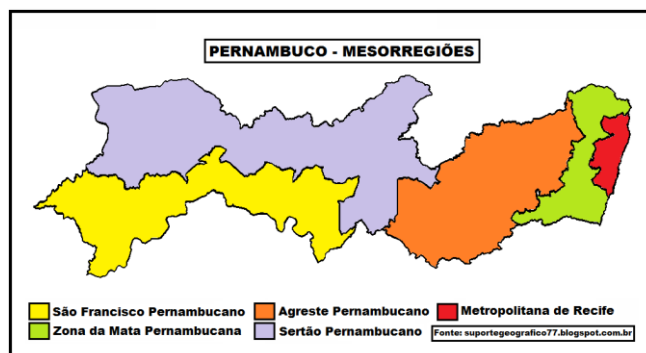 PERNAMBUCO - MESORREGIÕES
São Francisco Pernambucano
Agreste Pernambucano
Metropolitana de Recife
Zona da Mata Pernambucana
Sertão Pernambucano
Fonte: suportegeografico77.blogspot.com.br